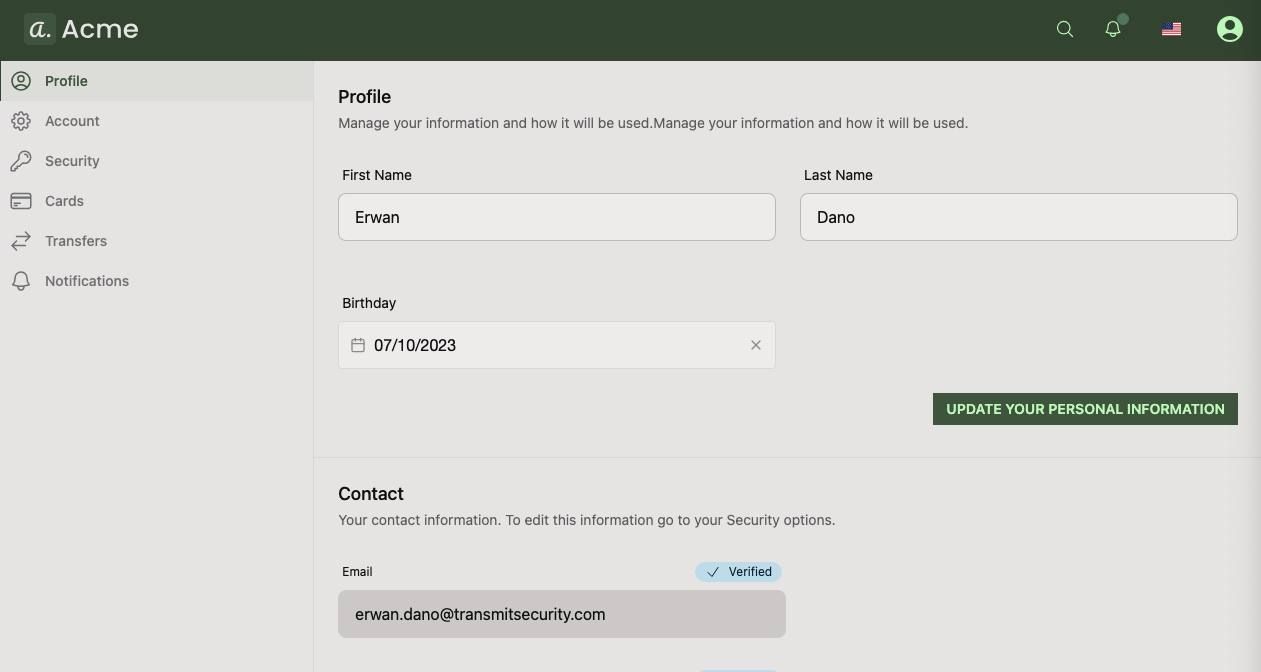 a. Acme
Profile
Account
Security
Cards
Transfers
Notifications
Profile
Manage your information and how it will be used.Manage your information and how it will be used.
First Name
Last Name
Erwan
Dano
Birthday
07/10/2023
UPDATE YOUR PERSONAL INFORMATION
Contact
Your contact information. To edit this information go to your Security options.
Email
Verified
erwan.dano@transmitsecurity.com